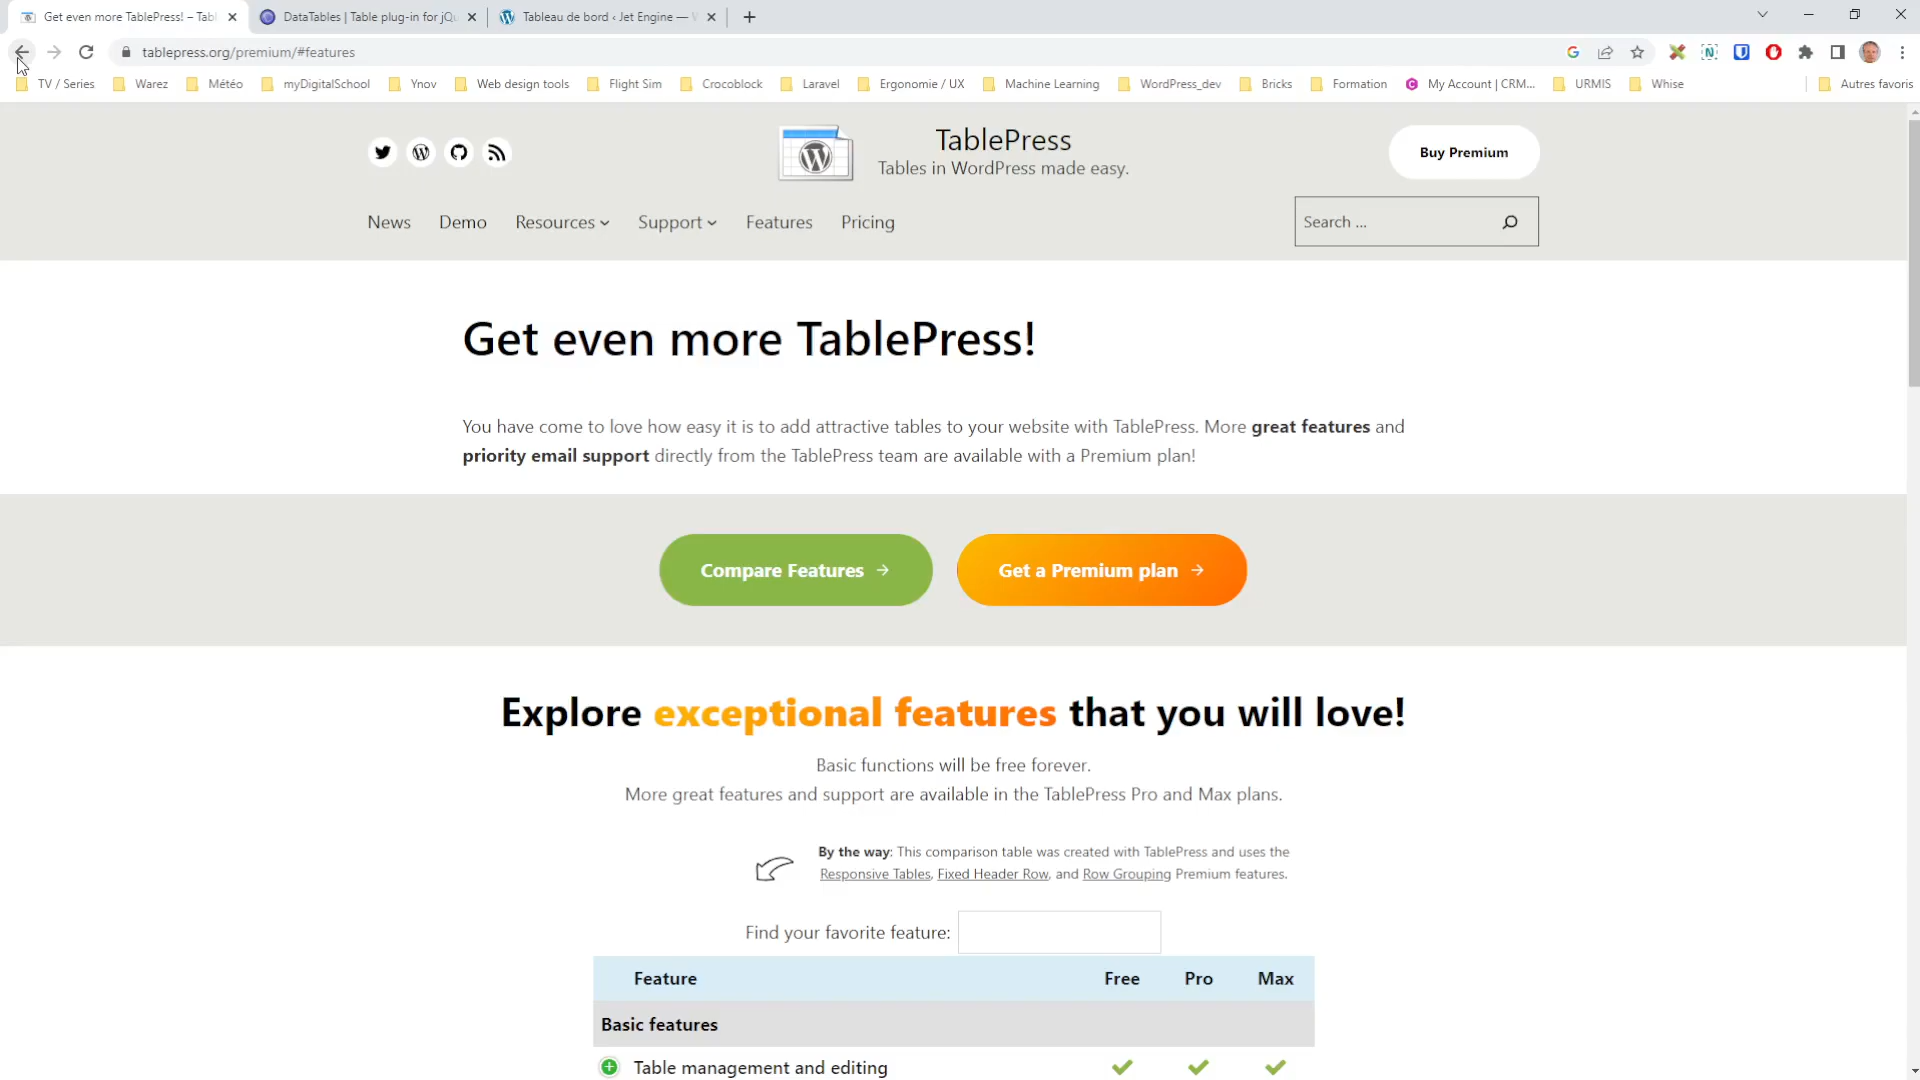 Get even more TablePress! – Tabl
DataTables | Table plug-in for jQu
Tableau de bord ‹ Jet Engine — W
tablepress.org/premium/#features
TV / Series
Warez
Météo
myDigitalSchool
Ynov
Web design tools
Flight Sim
Crocoblock
Laravel
Ergonomie / UX
Machine Learning
WordPress_dev
Bricks
Formation
My Account | CRM...
URMIS
Whise
Autres favoris
TablePress
Tables in WordPress made easy.
Buy Premium
News
Demo
Resources
Support
Features
Pricing
Search ...
Get even more TablePress!
You have come to love how easy it is to add attractive tables to your website with TablePress. More great features and
priority email support directly from the TablePress team are available with a Premium plan!
Compare Features →
Get a Premium plan →
Explore exceptional features that you will love!
Basic functions will be free forever.
More great features and support are available in the TablePress Pro and Max plans.
By the way: This comparison table was created with TablePress and uses the
Responsive Tables, Fixed Header Row, and Row Grouping Premium features.
Find your favorite feature:
Feature Free Pro Max
Basic features
Table management and editing